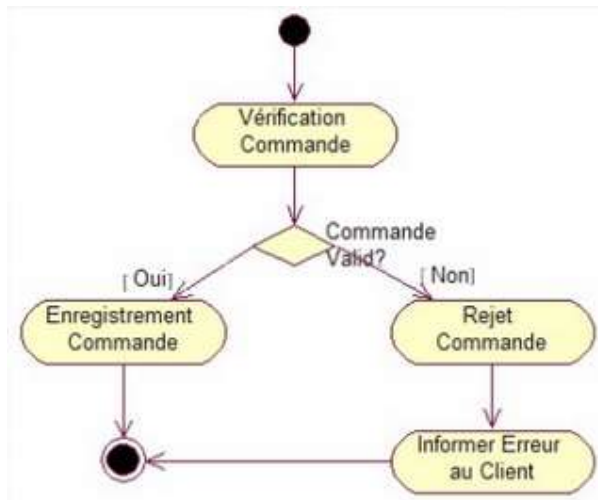 Vérification
Commande
Commande
Valid?
[ Oui]
[ Non]
Enregistrement
Commande
Rejet
Commande
Informer Erreur
au Client